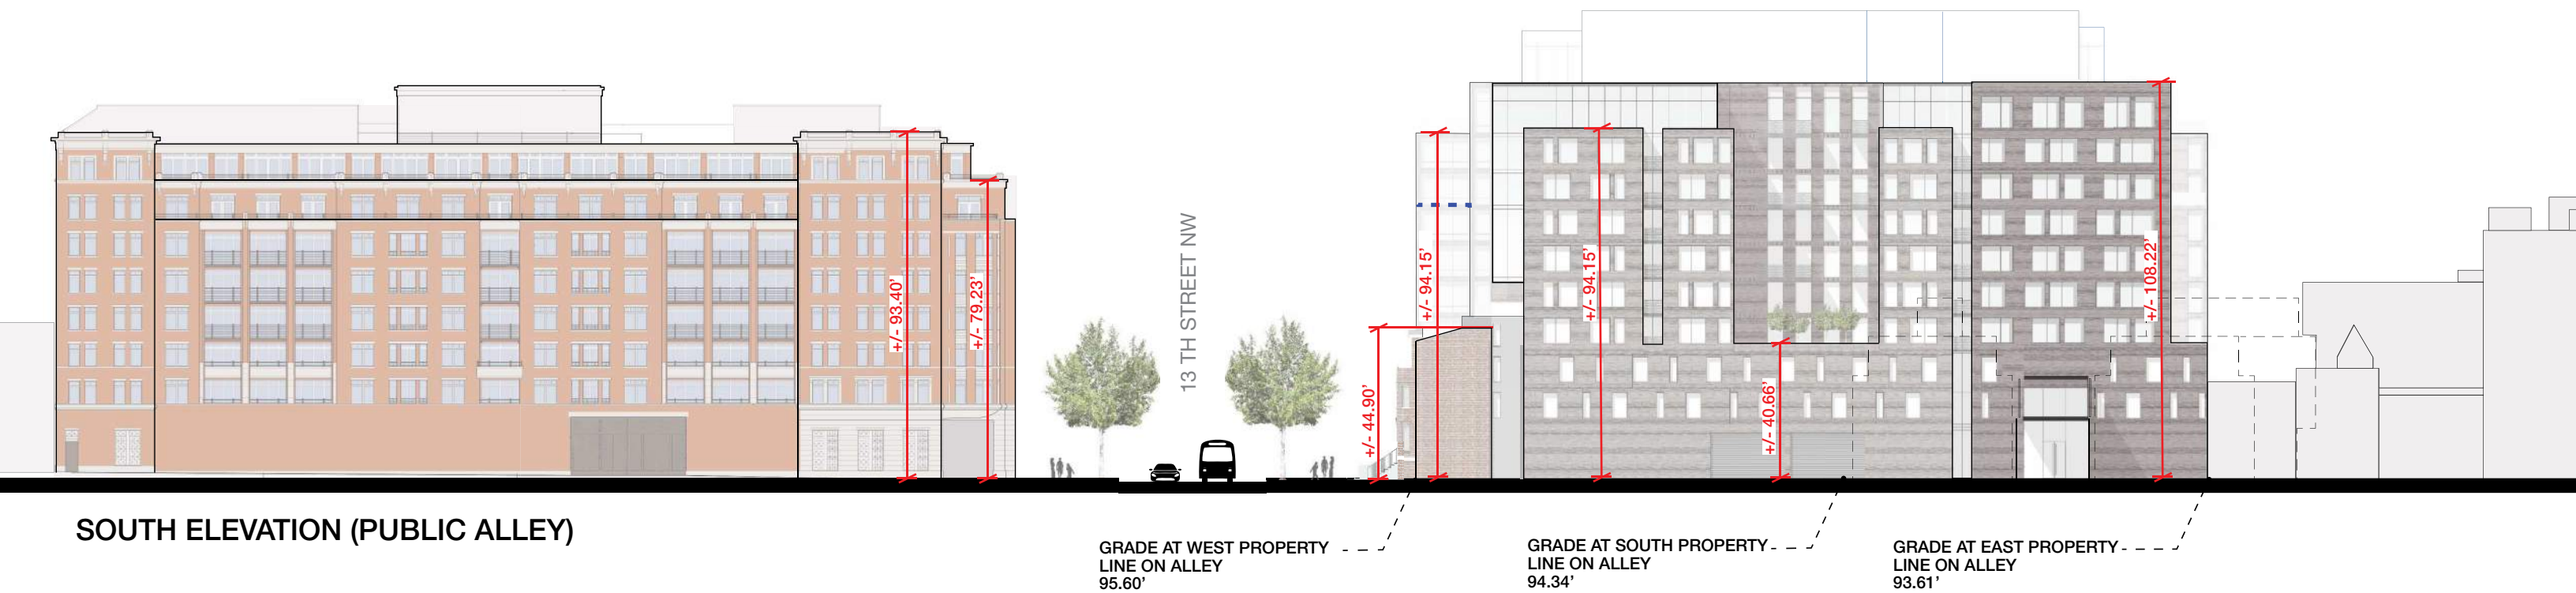 +/- 93.40'
+/- 79.23'
13 TH STREET NW
+/- 44.90'
+/- 94.15'
+/- 94.15'
+/- 40.66'
+/- 108.22'
SOUTH ELEVATION (PUBLIC ALLEY)
GRADE AT WEST PROPERTY
LINE ON ALLEY
95.60’
GRADE AT SOUTH PROPERTY
LINE ON ALLEY
94.34’
GRADE AT EAST PROPERTY
LINE ON ALLEY
93.61’